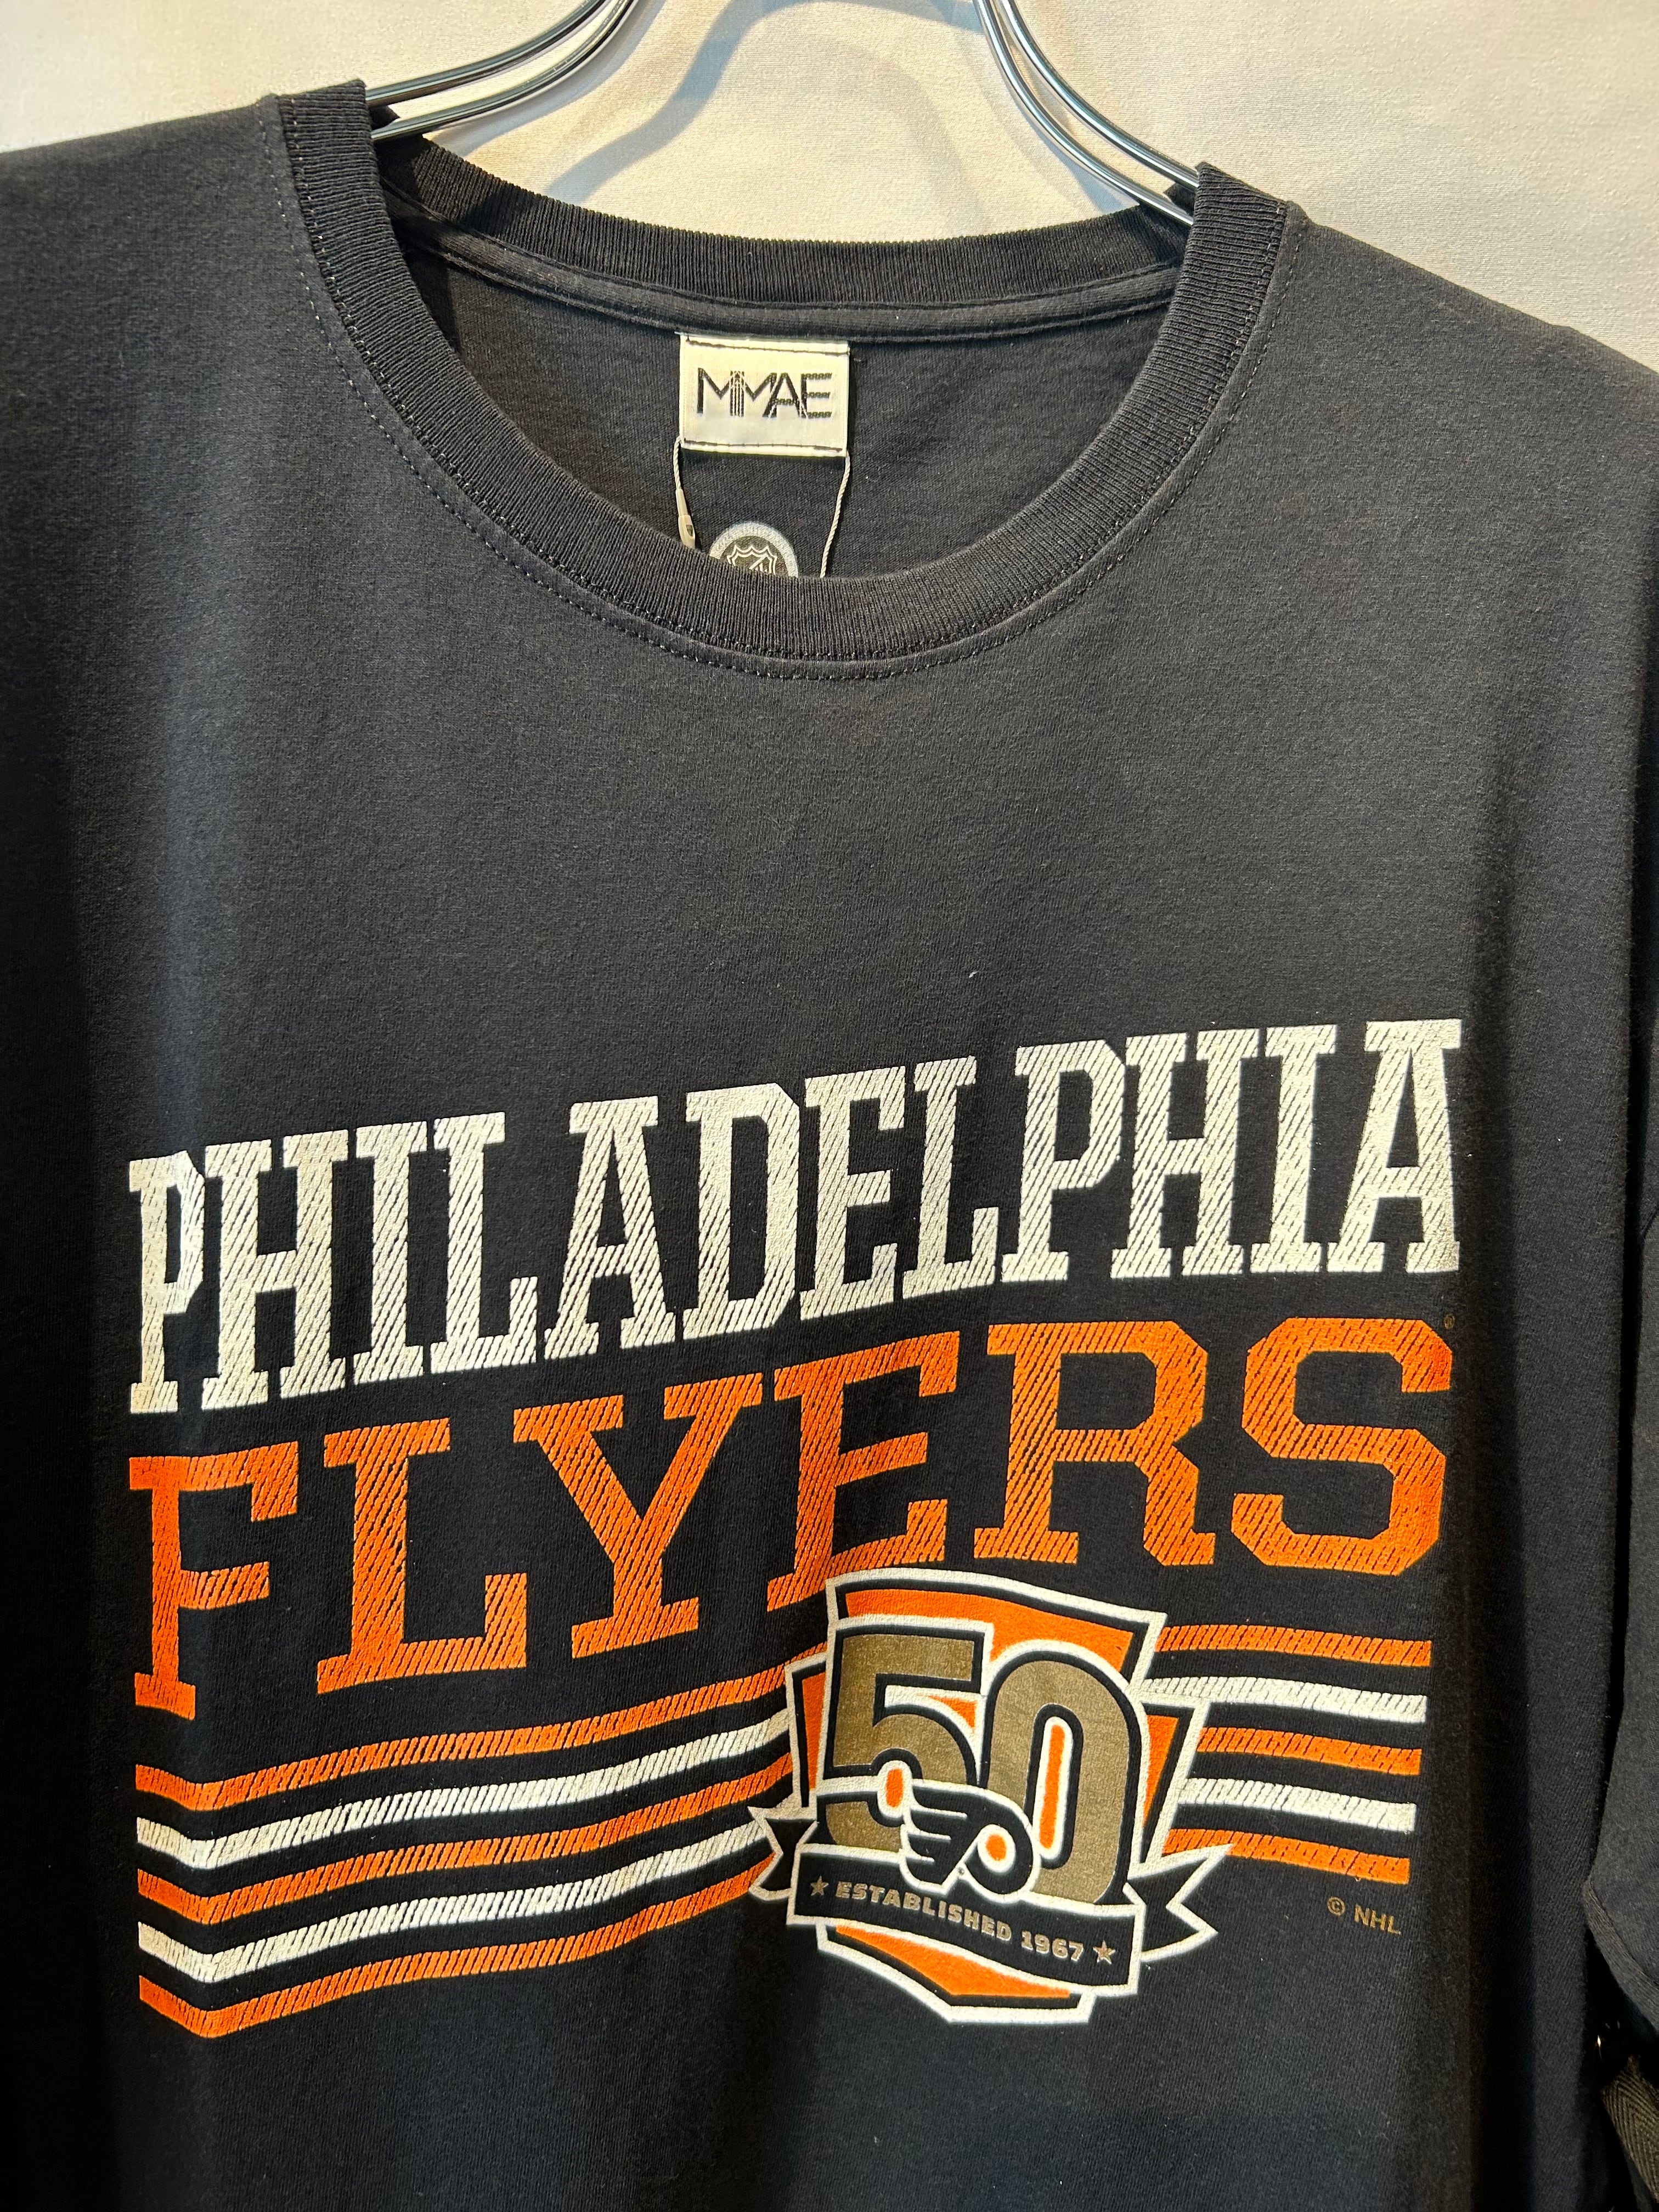 MMAE
PHILADELPHIA
FLYERS®
50
★ ESTABLISHED 1967 ★
© NHL